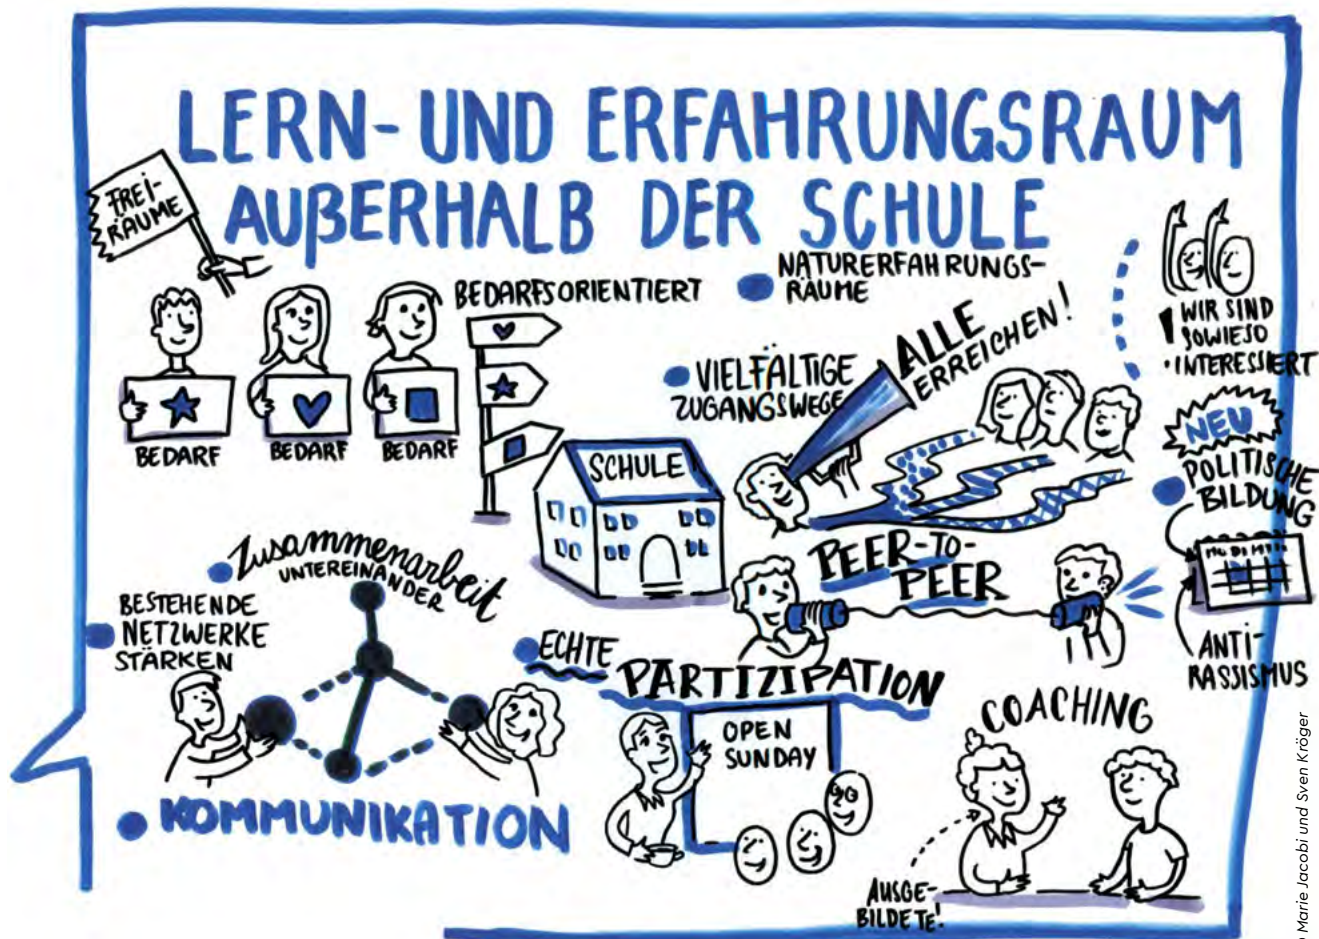 LERN- UND ERFAHRUNGSRAUM
AUßERHALB DER SCHULE
FREI-
RÄUME
BEDARF
BEDARF
BEDARF
BEDARFSORIENTIERT
NATURERFAHRUNGS-
RÄUME
VIELFÄLTIGE
ZUGANGSWEGE
ALLE
ERREICHEN!
WIR SIND
SOWIESO
INTERESSIERT
SCHULE
NEU
POLITISCHE
BILDUNG
MO DI MI DO
ANTI-
RASSISMUS
PEER-TO-
PEER
Zusammenarbeit
UNTEREINANDER
BESTEHENDE
NETZWERKE
STÄRKEN
KOMMUNIKATION
ECHTE
PARTIZIPATION
OPEN
SUNDAY
COACHING
AUSGE-
BILDETE!
Marie Jacobi und Sven Kröger